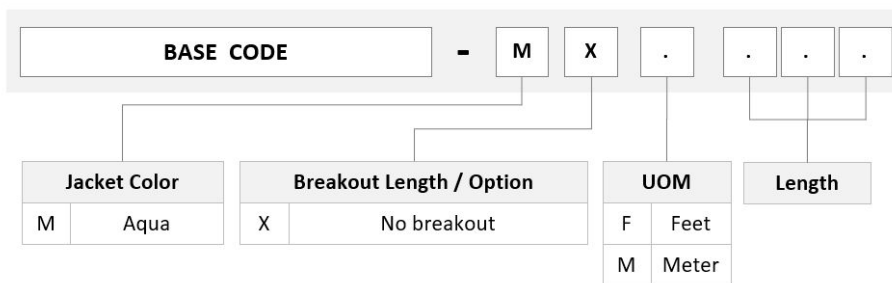 BASE CODE - M X . . . .
Jacket Color Breakout Length / Option UOM Length
M Aqua X No breakout F Feet
M Meter